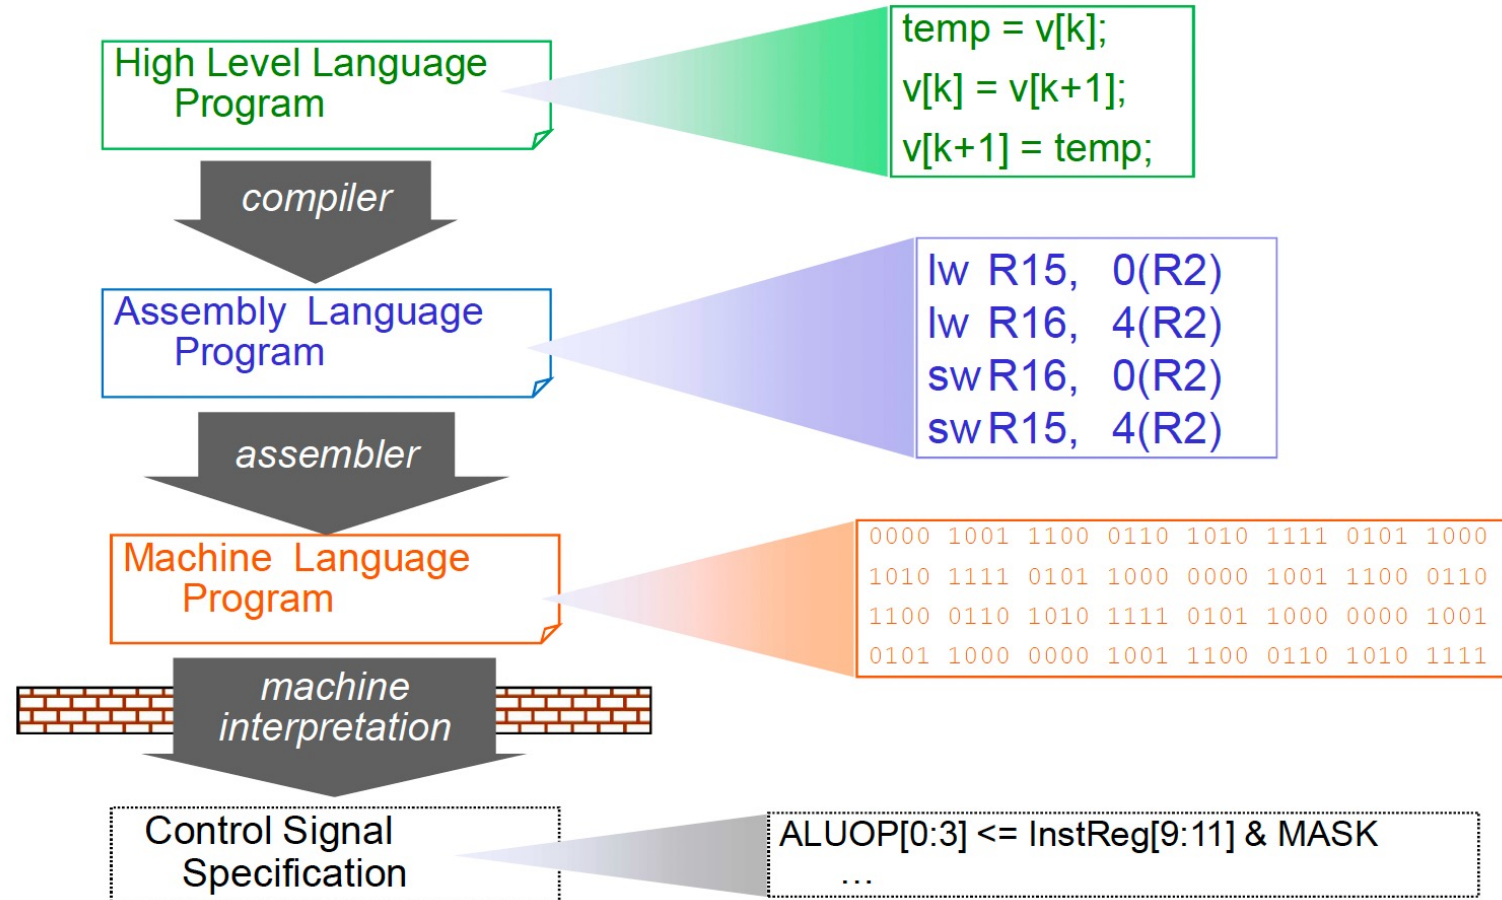 High Level Language
Program
temp = v[k];
v[k] = v[k+1];
v[k+1] = temp;
compiler
Assembly Language
Program
lw R15, 0(R2)
lw R16, 4(R2)
sw R16, 0(R2)
sw R15, 4(R2)
assembler
Machine Language
Program
0000 1001 1100 0110 1010 1111 0101 1000
1010 1111 0101 1000 0000 1001 1100 0110
1100 0110 1010 1111 0101 1000 0000 1001
0101 1000 0000 1001 1100 0110 1010 1111
machine
interpretation
Control Signal
Specification
ALUOP[0:3] <= InstReg[9:11] & MASK
...